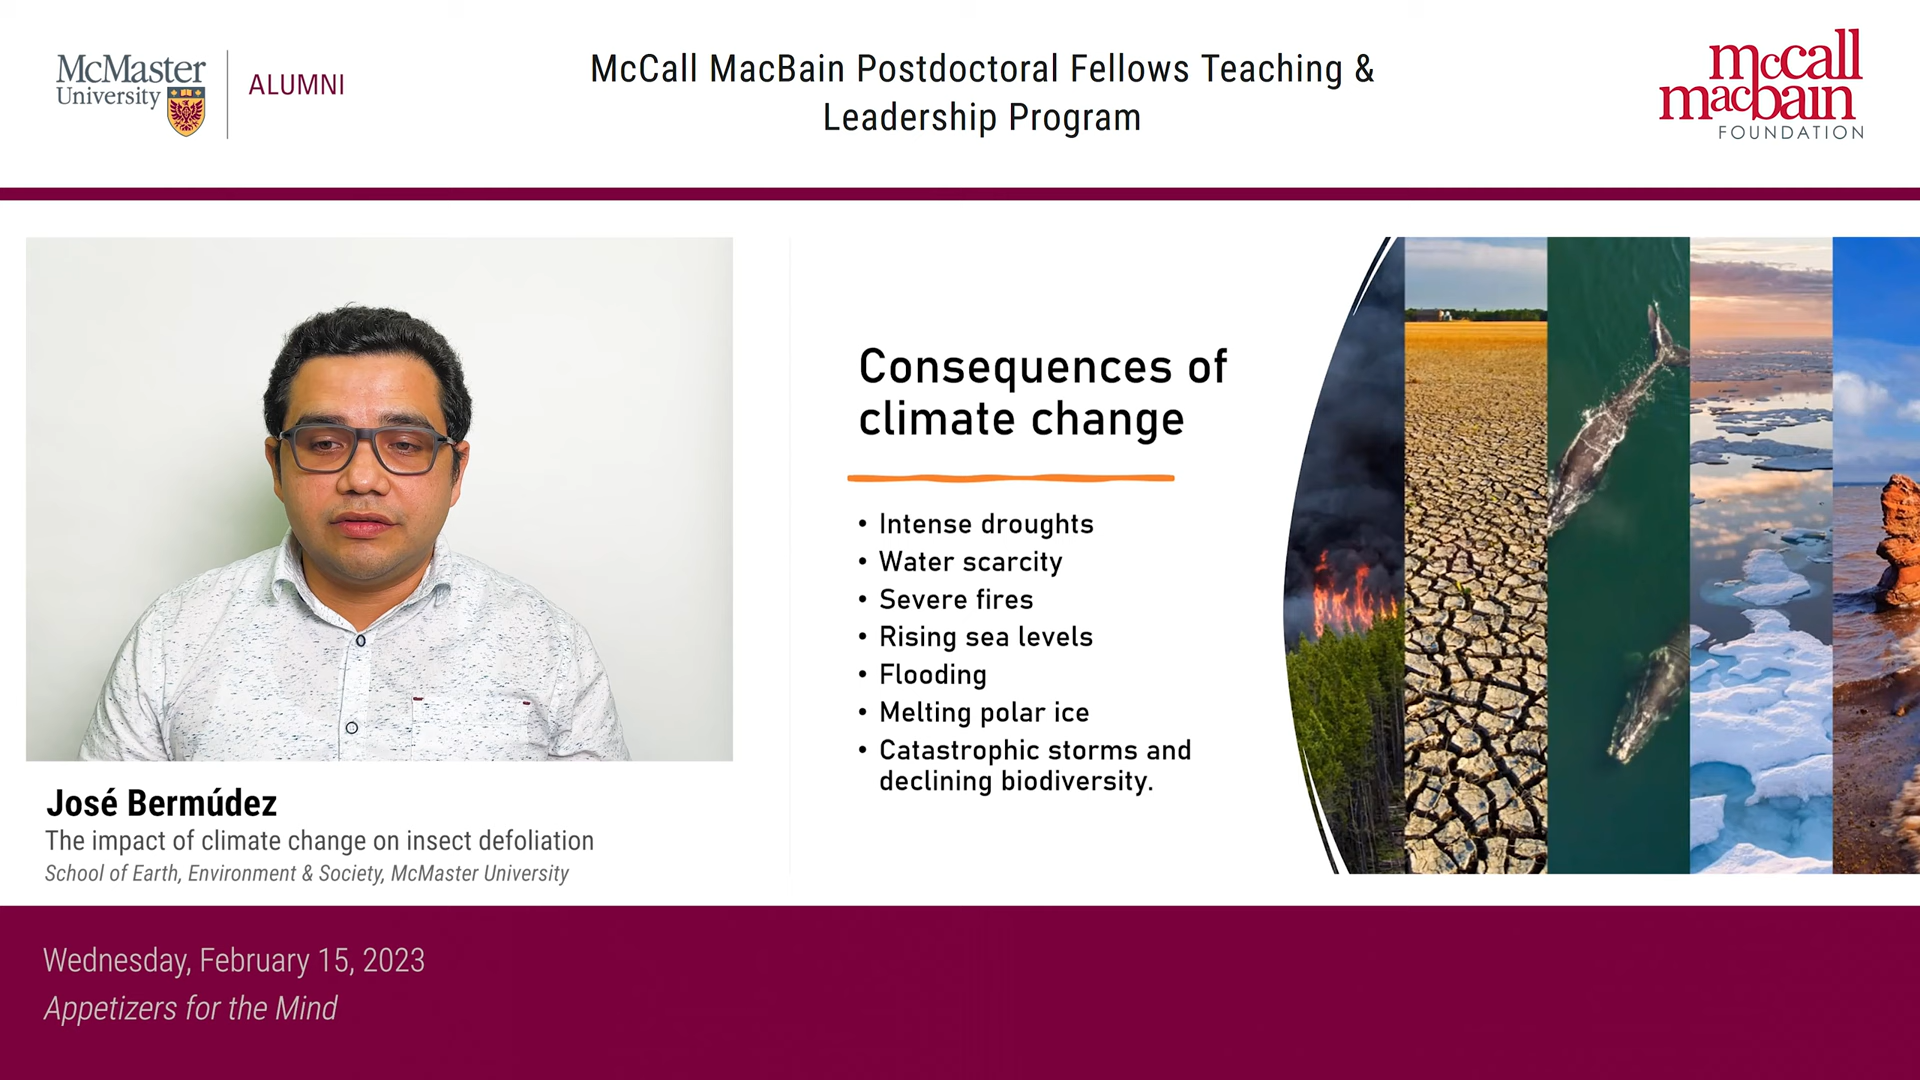 McMaster
University
ALUMNI
McCall MacBain Postdoctoral Fellows Teaching &
Leadership Program
mccall
macbain
FOUNDATION
Consequences of
climate change
• Intense droughts
• Water scarcity
• Severe fires
• Rising sea levels
• Flooding
• Melting polar ice
• Catastrophic storms and
declining biodiversity.
José Bermúdez
The impact of climate change on insect defoliation
School of Earth, Environment & Society, McMaster University
Wednesday, February 15, 2023
Appetizers for the Mind